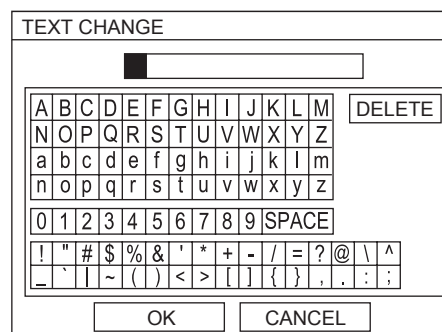 TEXT CHANGE
A B C D E F G H I J K L M DELETE
N O P Q R S T U V W X Y Z
a b c d e f g h i j k l m
n o p q r s t u v w x y z
0 1 2 3 4 5 6 7 8 9 SPACE
! " # $ % & ' * + - / = ? @ \ ^
_ ` | ~ ( ) < > [ ] { } , . : ;
OK CANCEL